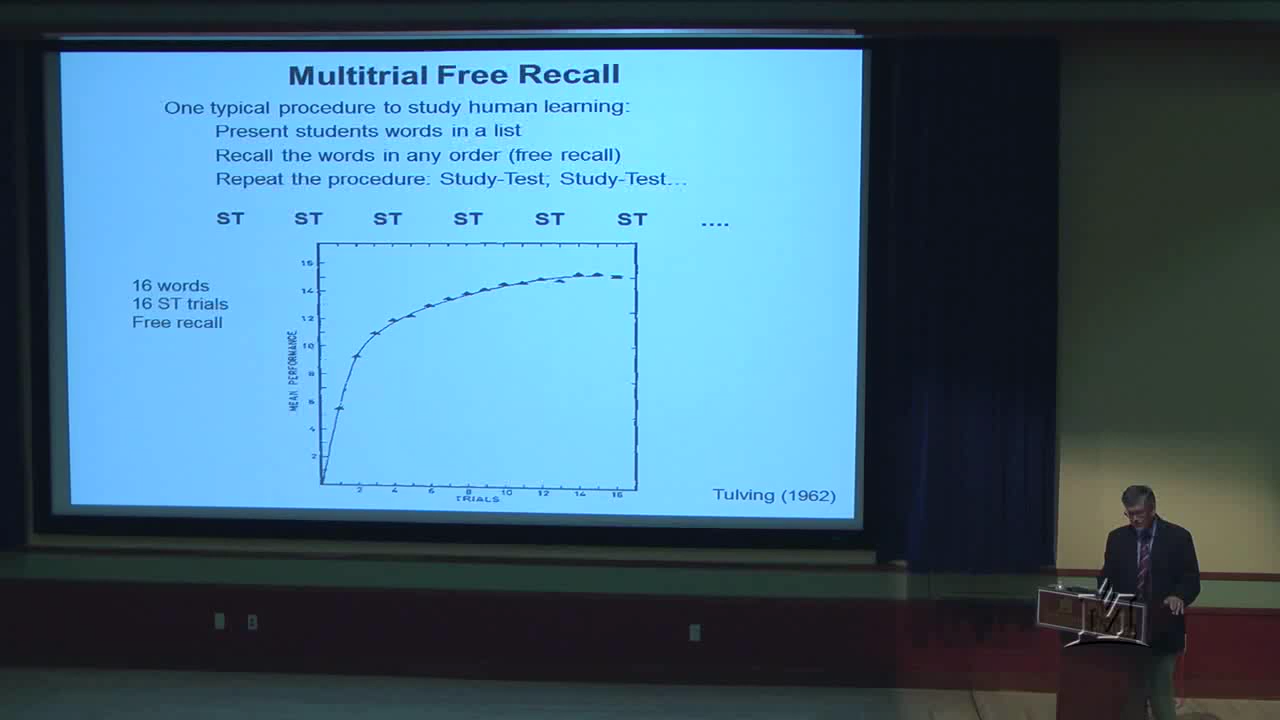 Multitrial Free Recall
One typical procedure to study human learning:
Present students words in a list
Recall the words in any order (free recall)
Repeat the procedure: Study-Test; Study-Test...
ST ST ST ST ST ST ....
16 words
16 ST trials
Free recall
MEAN PERFORMANCE
16
14
12
10
8
6
4
2
2 4 6 8 10 12 14 16
TRIALS
Tulving (1962)
M